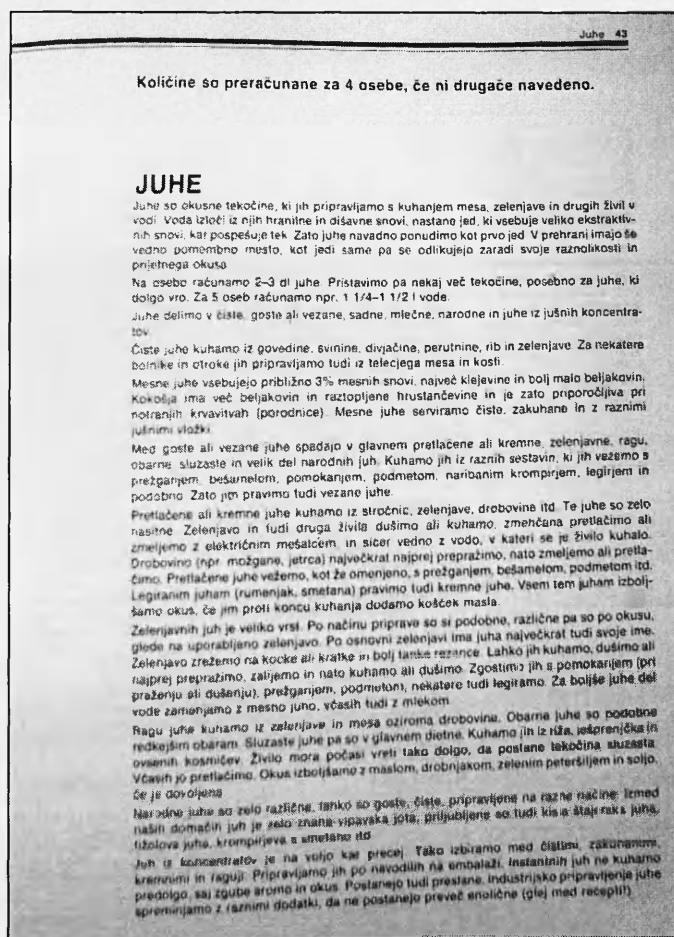 Juhe 43
Količine so preračunane za 4 osebe, če ni drugače navedeno.
JUHE
Juhe so okusne tekočine, ki jih pripravljamo s kuhanjem mesa, zelenjave in drugih živil v
vodi. Voda izloči iz njih hranilne in dišavne snovi, nastane jed, ki vsebuje veliko ekstraktiv-
nih snovi, kar pospešuje tek. Zato juhe navadno ponudimo kot prvo jed. V prehrani imajo še
vedno pomembno mesto, kot jedi same pa se odlikujejo zaradi svoje raznolikosti in
prijetnega okusa.
Na osebo računamo 2–3 dl juhe. Pristavimo pa nekaj več tekočine, posebno za juhe, ki
dolgo vro. Za 5 oseb računamo npr. 1 1/4–1 1/2 l vode.
Juhe delimo v čiste, goste ali vezane, sadne, mlečne, narodne in juhe iz jušnih koncentra-
tov.
Čiste juhe kuhamo iz govedine, svinine, divjačine, perutnine, rib in zelenjave. Za nekatere
bolnike in otroke jih pripravljamo tudi iz telečjega mesa in kosti.
Mesne juhe vsebujejo približno 3% mesnih snovi, največ klejevine in bolj malo beljakovin.
Kokošja ima več beljakovin in raztopljene hrustančevine in je zato priporočljiva pri
notranjih krvavitvah (porodnice). Mesne juhe serviramo čiste, zakuhane in z raznimi
jušnimi vložki.
Med goste ali vezane juhe spadajo v glavnem pretlačene ali kremne, zelenjavne, ragu,
obarne, sluzaste in velik del narodnih juh. Kuhamo jih iz raznih sestavin, ki jih vežemo s
prežganjem, bešamelom, pomokanjem, podmetom, naribanim krompirjem, legirjem in
podobno. Zato jim pravimo tudi vezane juhe.
Pretlačene ali kremne juhe kuhamo iz stročnic, zelenjave, drobovine itd. Te juhe so zelo
nasitne. Zelenjavo in tudi druga živila dušimo ali kuhamo, zmehčana pretlačimo ali
zmeljemo z električnim mešalcem, in sicer vedno z vodo, v kateri se je živilo kuhalo.
Drobovino (npr. možgane, jetrca) največkrat najprej prepražimo, nato zmeljemo ali pretla-
čimo. Pretlačene juhe vežemo, kot že omenjeno, s prežganjem, bešamelom, podmetom itd.
Legiranim juham (rumenjak, smetana) pravimo tudi kremne juhe. Vsem tem juham izbolj-
šamo okus, če jim proti koncu kuhanja dodamo košček masla.
Zelenjavnih juh je veliko vrst. Po načinu priprave so si podobne, različne pa so po okusu,
glede na uporabljeno zelenjavo. Po osnovni zelenjavi ima juha največkrat tudi svoje ime.
Zelenjavo zrežemo na kocke ali kratke in bolj tanke rezance. Lahko jih kuhamo, dušimo ali
najprej prepražimo, zalijemo in nato kuhamo ali dušimo. Zgostimo jih s pomokanjem (pri
praženju ali dušenju), prežganjem, podmetom, nekatere tudi legiramo. Za boljše juhe del
vode zamenjamo z mesno juho, včasih tudi z mlekom.
Ragu juhe kuhamo iz zelenjave in mesa oziroma drobovine. Obarne juhe so podobne
redkejšim obaram. Sluzaste juhe pa so v glavnem dietne. Kuhamo jih iz riža, ješprenjčka in
ovsenih kosmičev. Živilo mora počasi vreti tako dolgo, da postane tekočina sluzasta.
Včasih jo pretlačimo. Okus izboljšamo z maslom, drobnjakom, zelenim peteršiljem in soljo,
če je dovoljena.
Narodne juhe so zelo različne, lahko so goste, čiste, pripravljene na razne načine. Izmed
naših domačih juh je zelo znana vipavska jota, priljubljene so tudi kisla štajerska juha,
fižolova juha, krompirjeva s smetano itd.
Juh iz koncentratov je na voljo kar precej. Tako izbiramo med čistimi, zakuhanimi,
kremnimi in raguji. Pripravljamo jih po navodilih na embalaži. Instantnih juh ne kuhamo
predolgo, saj zgube aromo in okus. Postanejo tudi preslane. Industrijsko pripravljenje juhe
spreminjamo z raznimi dodatki, da ne postanejo preveč enolične (glej med recepti!).